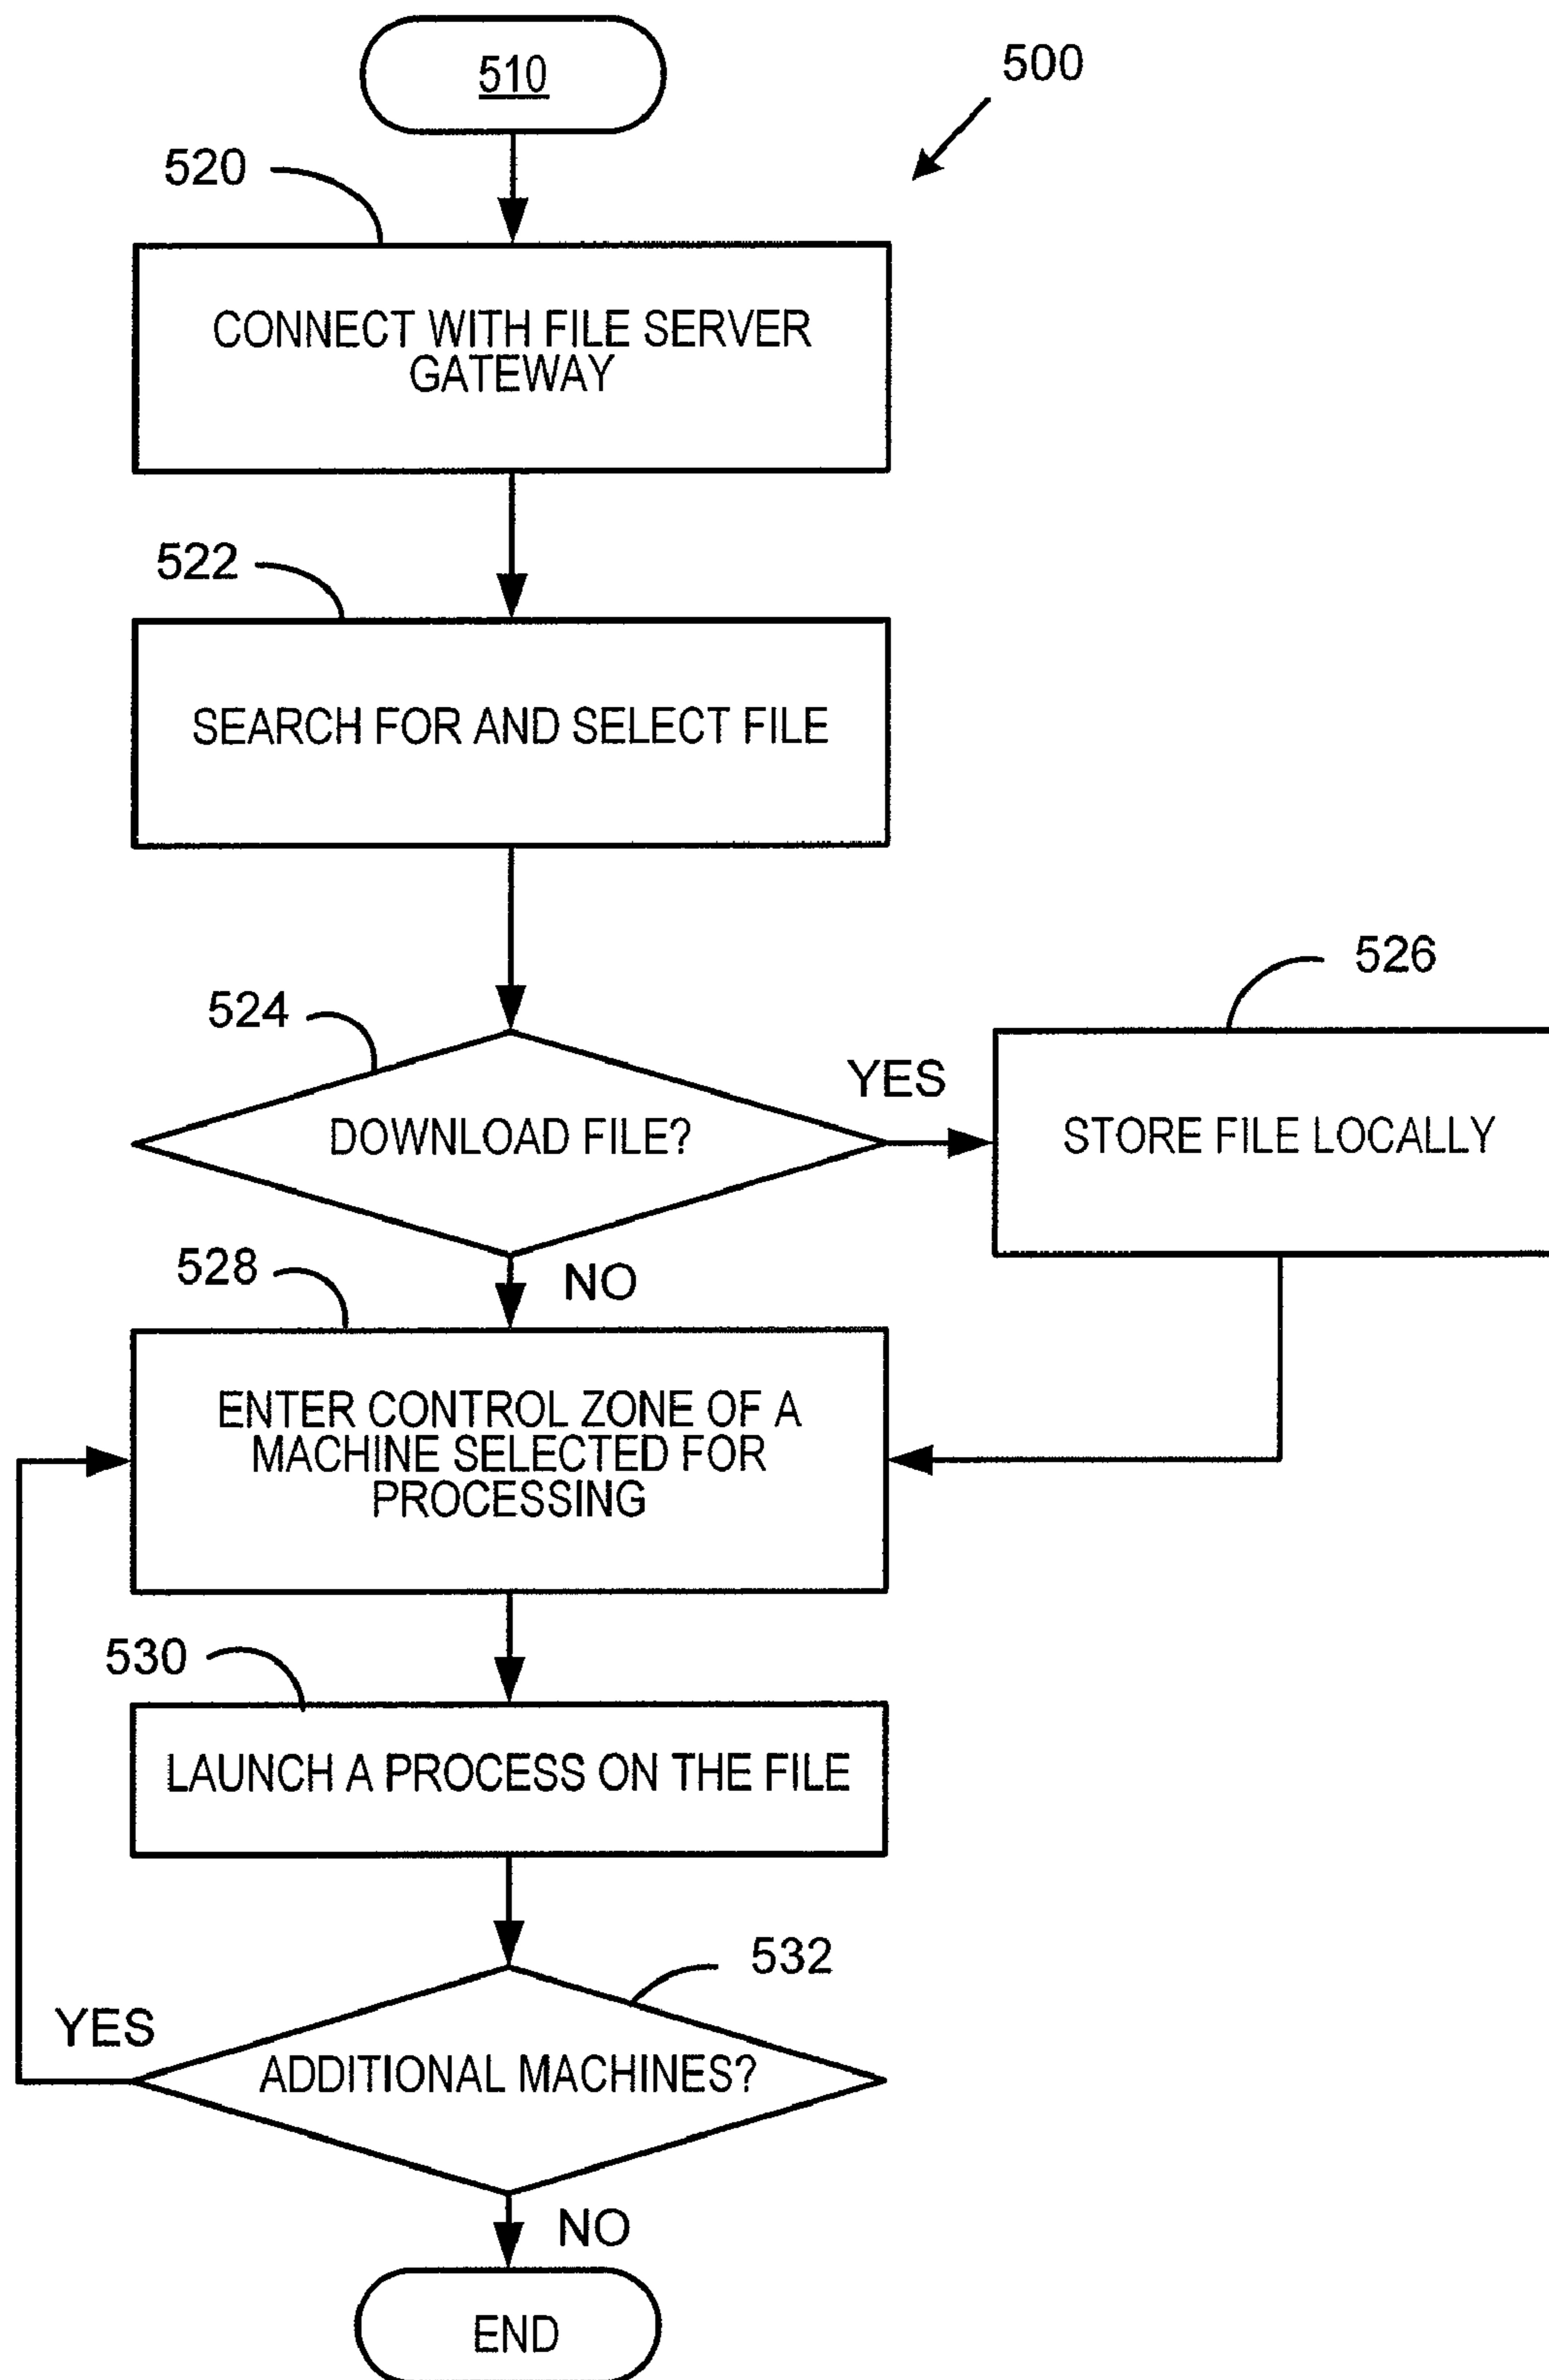 510
500
520
CONNECT WITH FILE SERVER
GATEWAY
522
SEARCH FOR AND SELECT FILE
526
524
YES
DOWNLOAD FILE?
STORE FILE LOCALLY
528
NO
ENTER CONTROL ZONE OF A
MACHINE SELECTED FOR
PROCESSING
530
LAUNCH A PROCESS ON THE FILE
532
YES
ADDITIONAL MACHINES?
NO
END